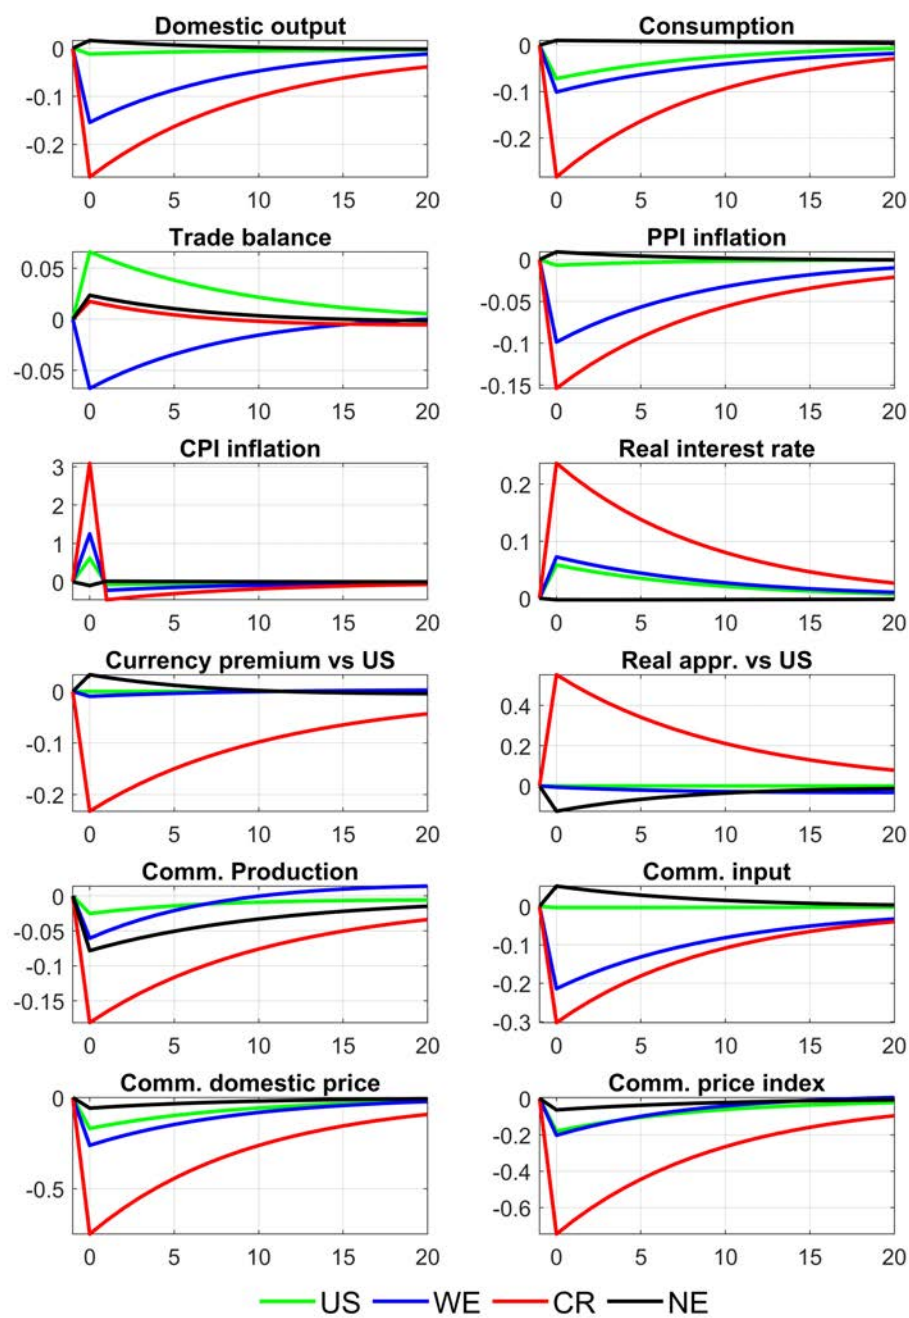 Domestic output
Consumption
0
-0.1
-0.2
0
-0.1
-0.2
0 5 10 15 20
0 5 10 15 20
Trade balance
PPI inflation
0.05
0
-0.05
0
-0.05
-0.1
-0.15
0 5 10 15 20
0 5 10 15 20
CPI inflation
Real interest rate
3
2
1
0
0.2
0.1
0
0 5 10 15 20
0 5 10 15 20
Currency premium vs US
Real appr. vs US
0
-0.1
-0.2
0.4
0.2
0
0 5 10 15 20
0 5 10 15 20
Comm. Production
Comm. input
0
-0.05
-0.1
-0.15
0
-0.1
-0.2
-0.3
0 5 10 15 20
0 5 10 15 20
Comm. domestic price
Comm. price index
0
-0.5
0
-0.2
-0.4
-0.6
0 5 10 15 20
0 5 10 15 20
US WE CR NE